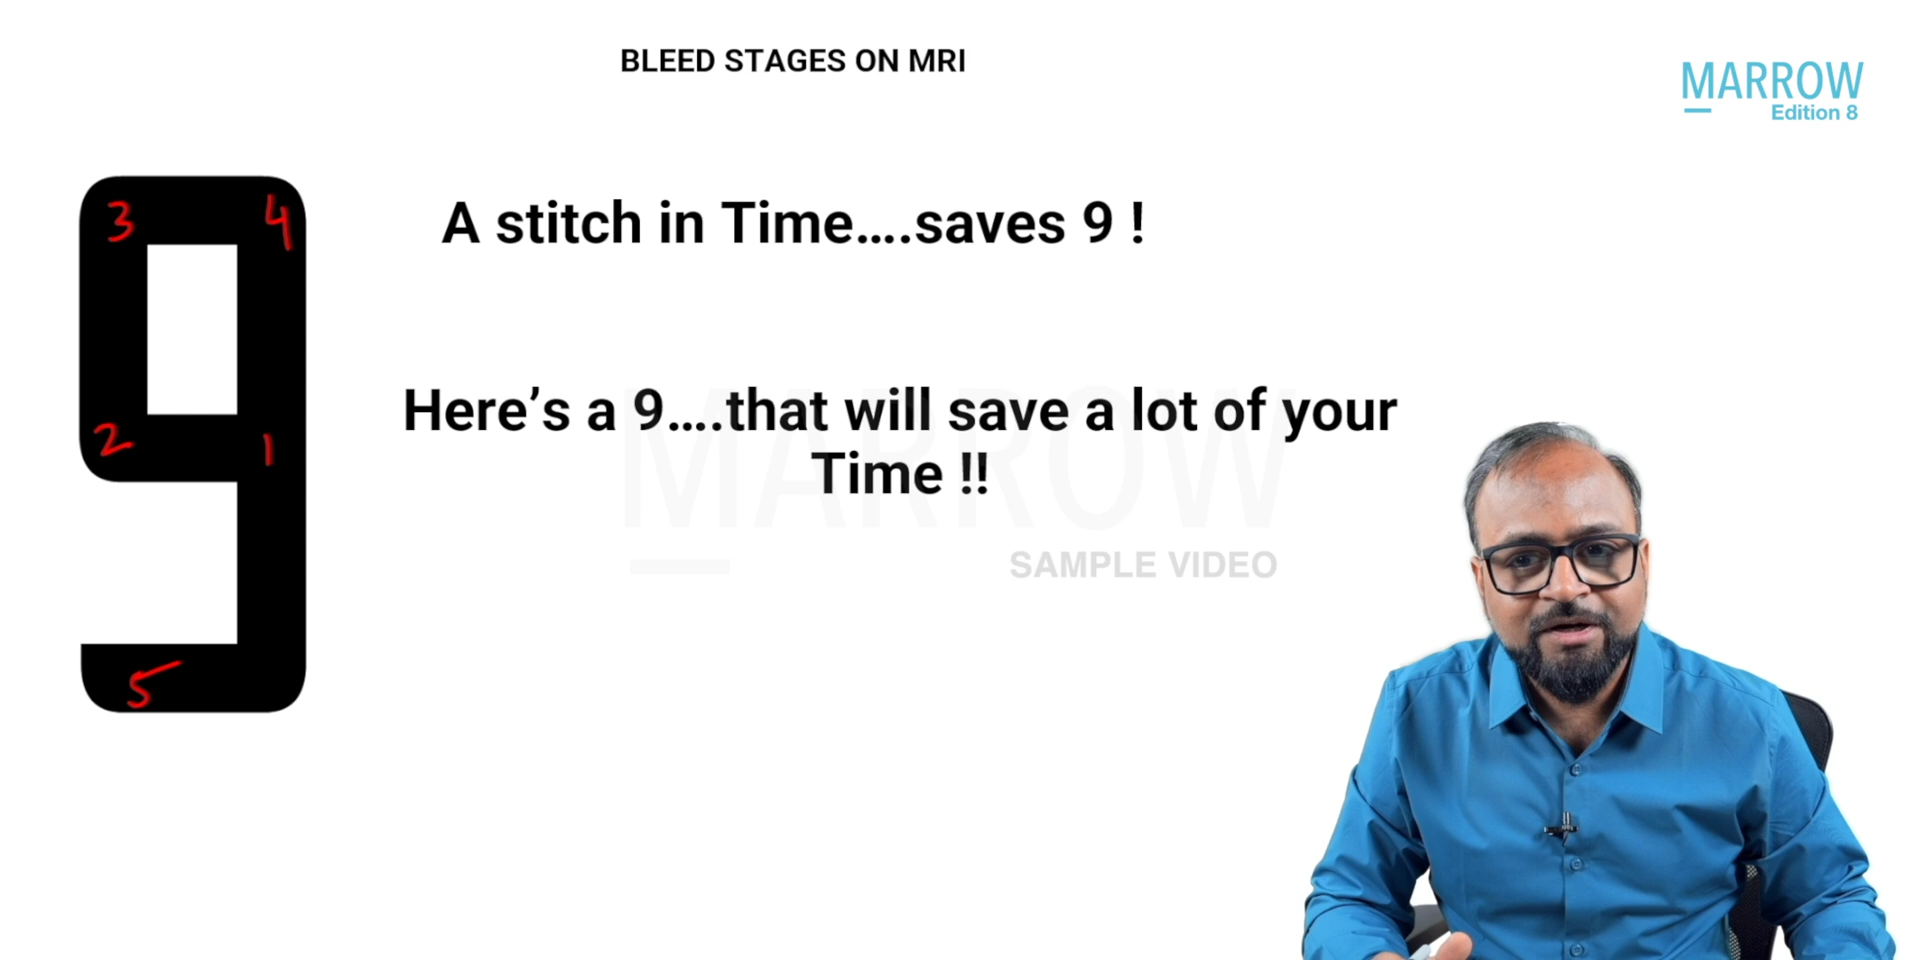 BLEED STAGES ON MRI
MARROW
Edition 8
3 4
A stitch in Time....saves 9 !
2 1
Here’s a 9....that will save a lot of your
Time !!
MARROW
SAMPLE VIDEO
5